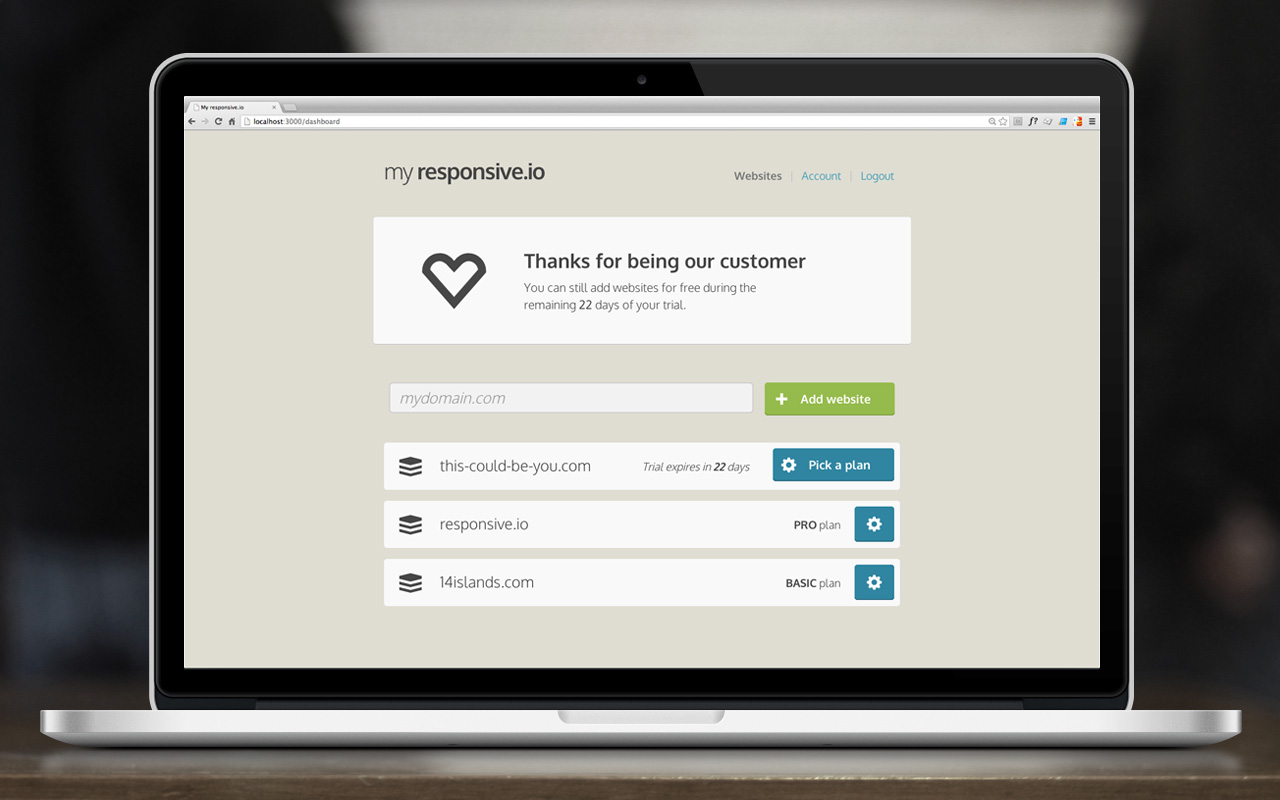 My responsive.io
localhost:3000/dashboard
my responsive.io
Websites | Account | Logout
Thanks for being our customer
You can still add websites for free during the
remaining 22 days of your trial.
mydomain.com
Add website
this-could-be-you.com Trial expires in 22 days Pick a plan
responsive.io PRO plan
14islands.com BASIC plan